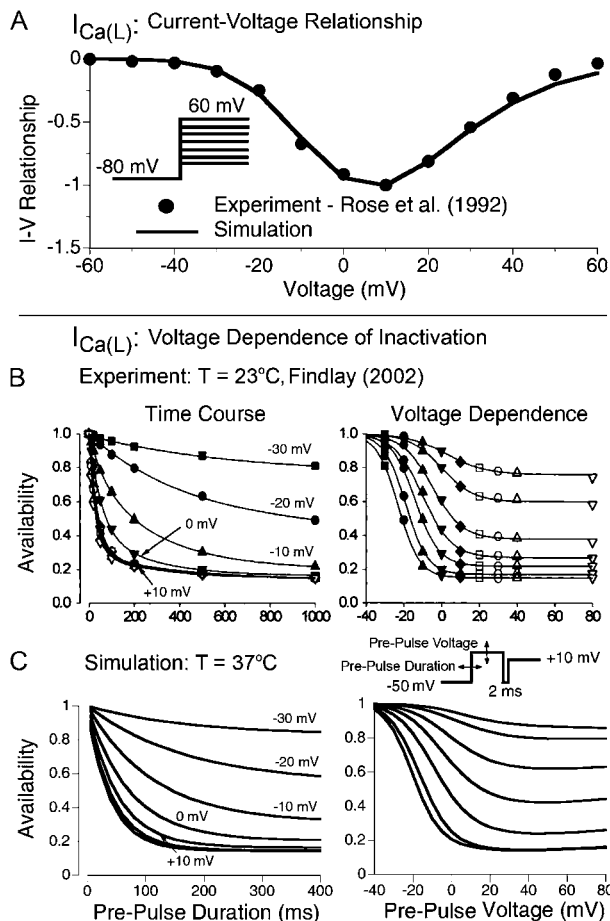 A
I Ca(L): Current-Voltage Relationship
0
-0.5
-1
-1.5
I-V Relationship
60 mV
-80 mV
Experiment - Rose et al. (1992)
Simulation
-60 -40 -20 0 20 40 60
Voltage (mV)
I Ca(L): Voltage Dependence of Inactivation
B Experiment: T = 23°C, Findlay (2002)
Time Course
Availability
1.0
0.8
0.6
0.4
0.2
0.0
-30 mV
-20 mV
0 mV
-10 mV
+10 mV
0 250 500 750 1000
Voltage Dependence
1.0
0.8
0.6
0.4
0.2
0.0
-40 -20 0 20 40 60 80
C Simulation: T = 37°C
Pre-Pulse Voltage
Pre-Pulse Duration
+10 mV
-50 mV
2 ms
Availability
1
0.8
0.6
0.4
0.2
0
-30 mV
-20 mV
-10 mV
0 mV
+10 mV
0 100 200 300 400
Pre-Pulse Duration (ms)
1
0.8
0.6
0.4
0.2
0
-40 -20 0 20 40 60 80
Pre-Pulse Voltage (mV)